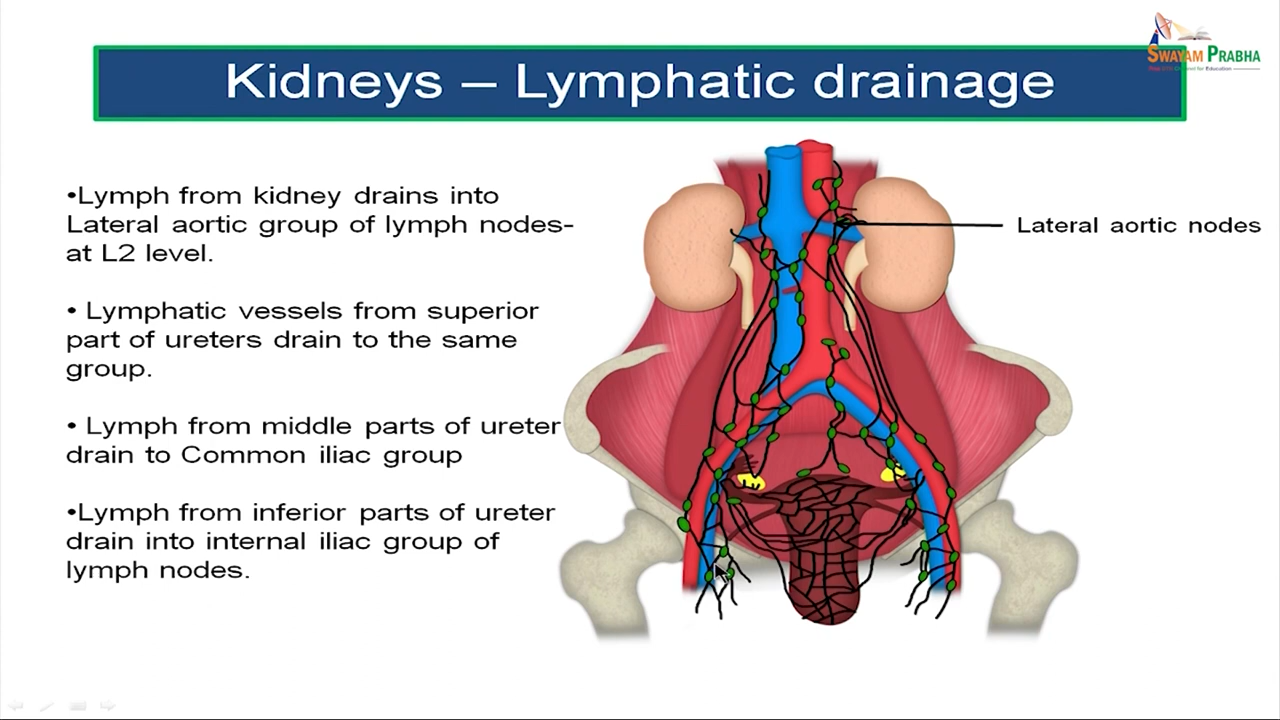 SWAYAM PRABHA
Kidneys – Lymphatic drainage
•Lymph from kidney drains into
Lateral aortic group of lymph nodes-
at L2 level.
• Lymphatic vessels from superior
part of ureters drain to the same
group.
• Lymph from middle parts of ureter
drain to Common iliac group
•Lymph from inferior parts of ureter
drain into internal iliac group of
lymph nodes.
Lateral aortic nodes